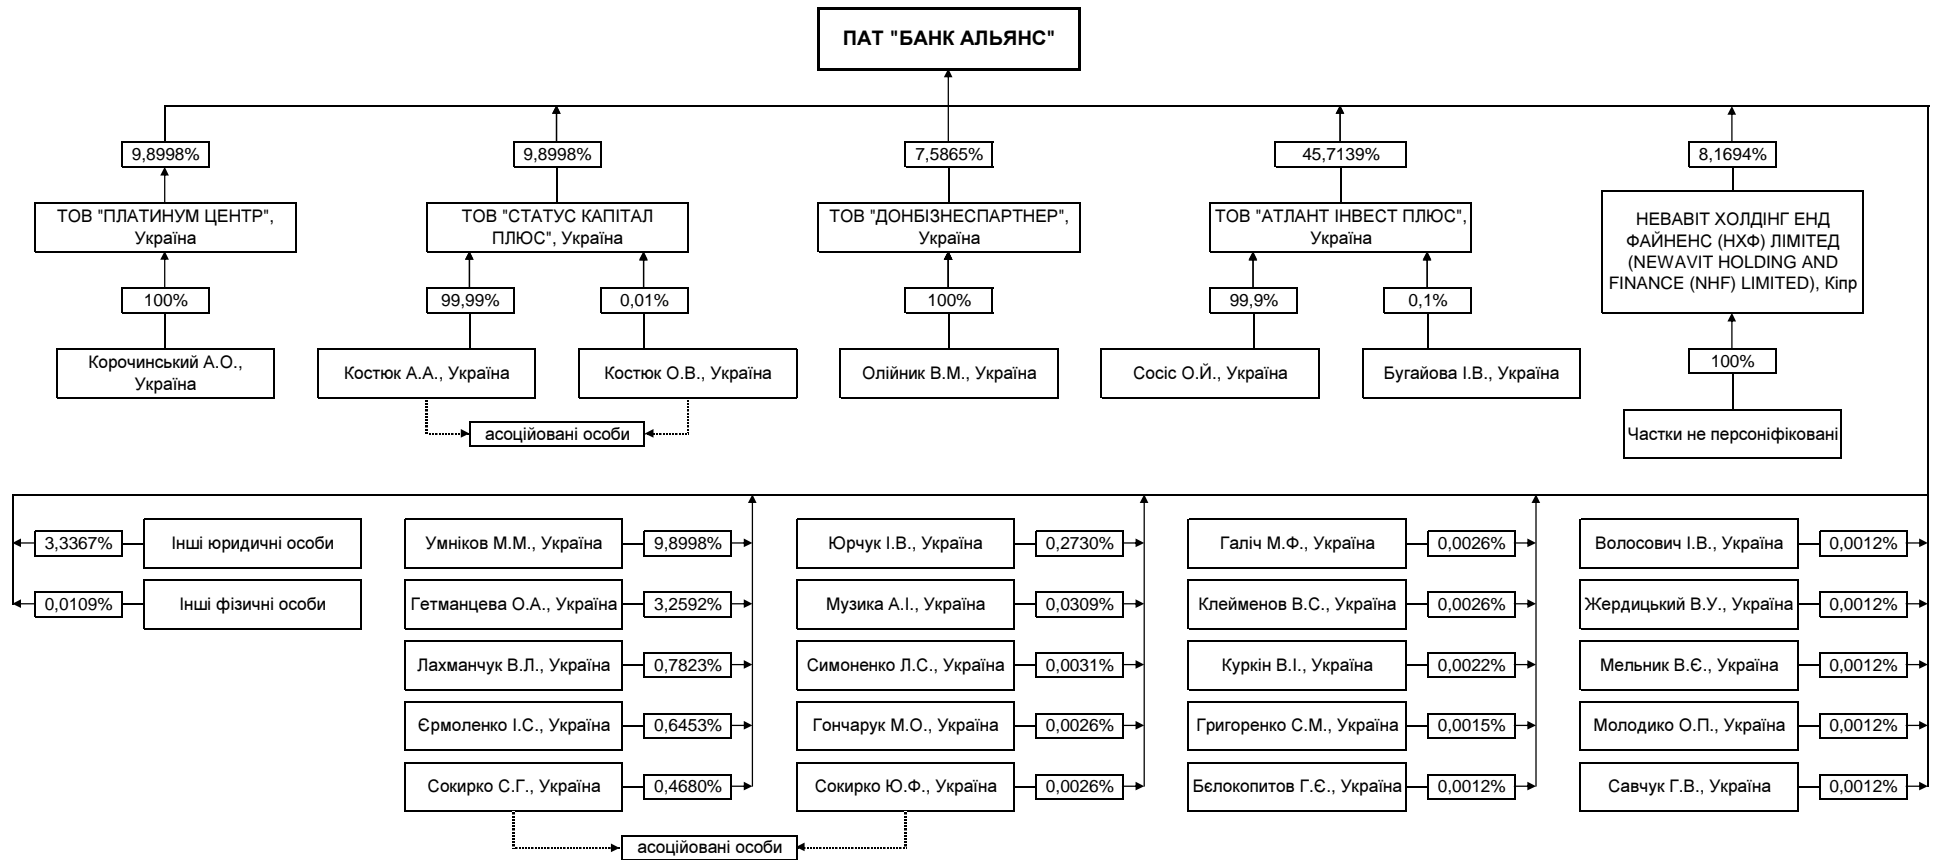 ПАТ "БАНК АЛЬЯНС"
9,8998%
9,8998%
7,5865%
45,7139%
8,1694%
ТОВ "ПЛАТИНУМ ЦЕНТР",
Україна
ТОВ "СТАТУС КАПІТАЛ
ПЛЮС", Україна
ТОВ "ДОНБІЗНЕСПАРТНЕР",
Україна
ТОВ "АТЛАНТ ІНВЕСТ ПЛЮС",
Україна
НЕВАВІТ ХОЛДІНГ ЕНД
ФАЙНЕНС (НХФ) ЛІМІТЕД
(NEWAVIT HOLDING AND
FINANCE (NHF) LIMITED), Кіпр
100%
99,99%
0,01%
100%
99,9%
0,1%
100%
Корочинський А.О.,
Україна
Костюк А.А., Україна
Костюк О.В., Україна
Олійник В.М., Україна
Сосіс О.Й., Україна
Бугайова І.В., Україна
Частки не персоніфіковані
асоційовані особи
3,3367%
Інші юридичні особи
Умніков М.М., Україна
9,8998%
Юрчук І.В., Україна
0,2730%
Галіч М.Ф., Україна
0,0026%
Волосович І.В., Україна
0,0012%
0,0109%
Інші фізичні особи
Гетманцева О.А., Україна
3,2592%
Музика А.І., Україна
0,0309%
Клейменов В.С., Україна
0,0026%
Жердицький В.У., Україна
0,0012%
Лахманчук В.Л., Україна
0,7823%
Симоненко Л.С., Україна
0,0031%
Куркін В.І., Україна
0,0022%
Мельник В.Є., Україна
0,0012%
Єрмоленко І.С., Україна
0,6453%
Гончарук М.О., Україна
0,0026%
Григоренко С.М., Україна
0,0015%
Молодико О.П., Україна
0,0012%
Сокирко С.Г., Україна
0,4680%
Сокирко Ю.Ф., Україна
0,0026%
Бєлокопитов Г.Є., Україна
0,0012%
Савчук Г.В., Україна
0,0012%
асоційовані особи